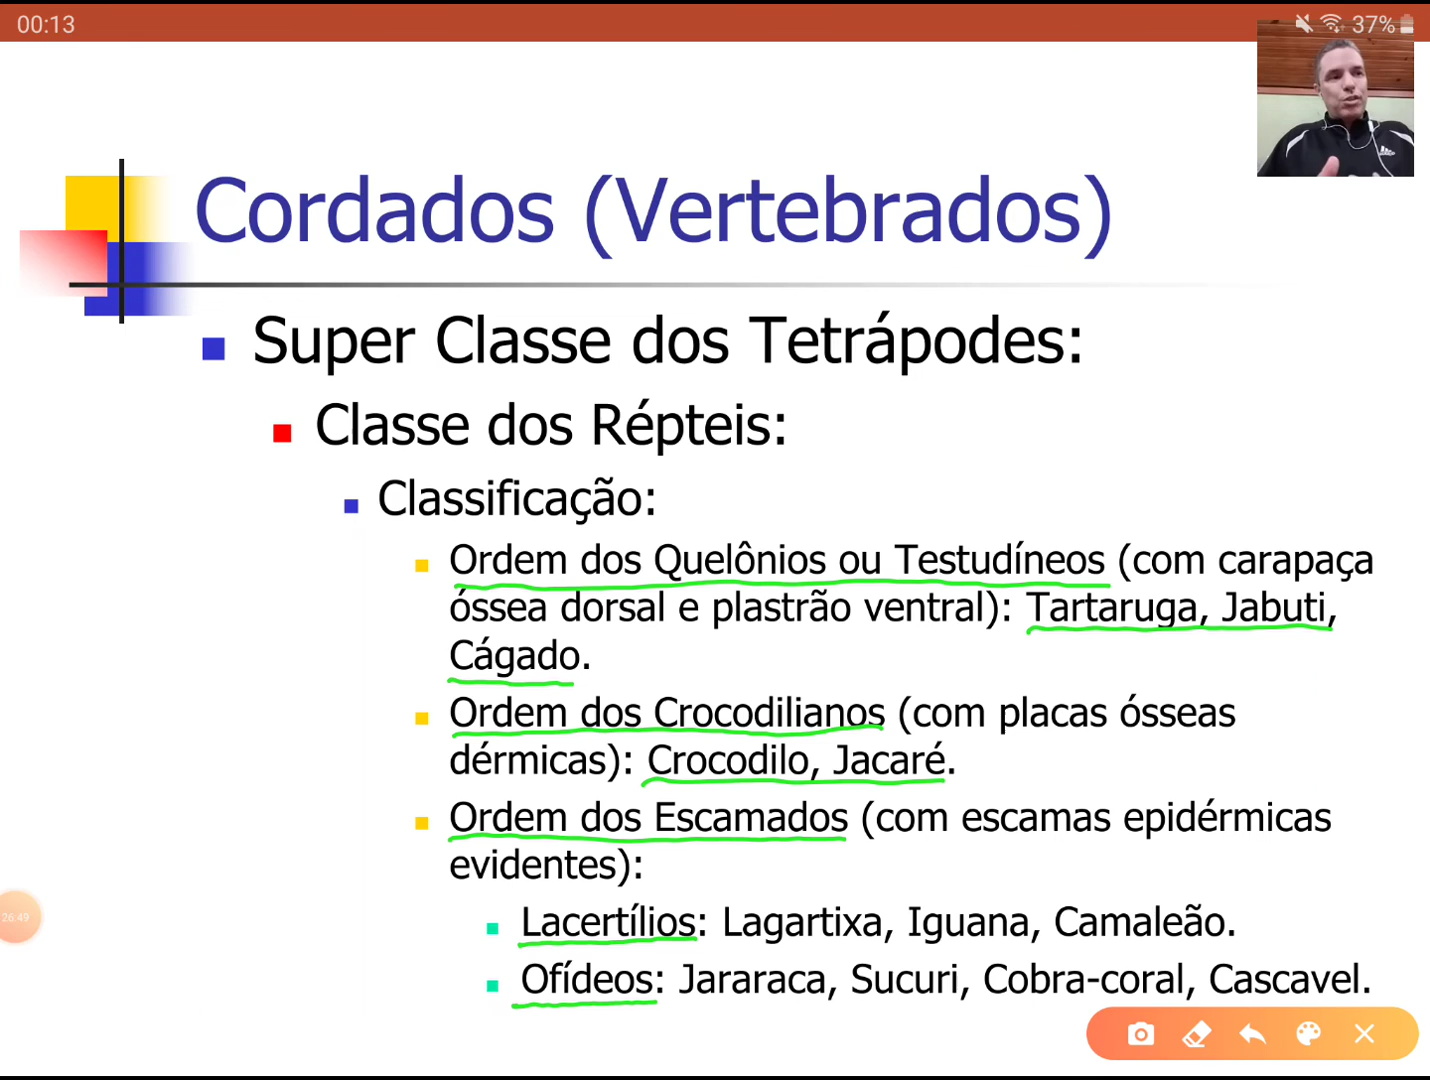 00:13
37%
Cordados (Vertebrados)
Super Classe dos Tetrápodes:
Classe dos Répteis:
Classificação:
Ordem dos Quelônios ou Testudíneos (com carapaça
óssea dorsal e plastrão ventral): Tartaruga, Jabuti,
Cágado.
Ordem dos Crocodilianos (com placas ósseas
dérmicas): Crocodilo, Jacaré.
Ordem dos Escamados (com escamas epidérmicas
evidentes):
Lacertílios: Lagartixa, Iguana, Camaleão.
26:49
Ofídeos: Jararaca, Sucuri, Cobra-coral, Cascavel.